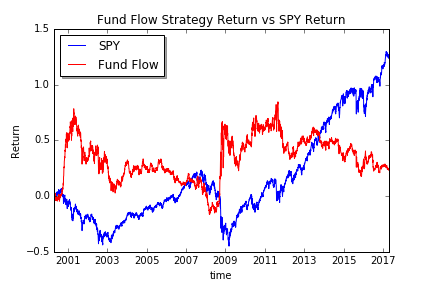 Fund Flow Strategy Return vs SPY Return
1.5
SPY
Fund Flow
1.0
0.5
0.0
−0.5
Return
2001 2003 2005 2007 2009 2011 2013 2015 2017
time